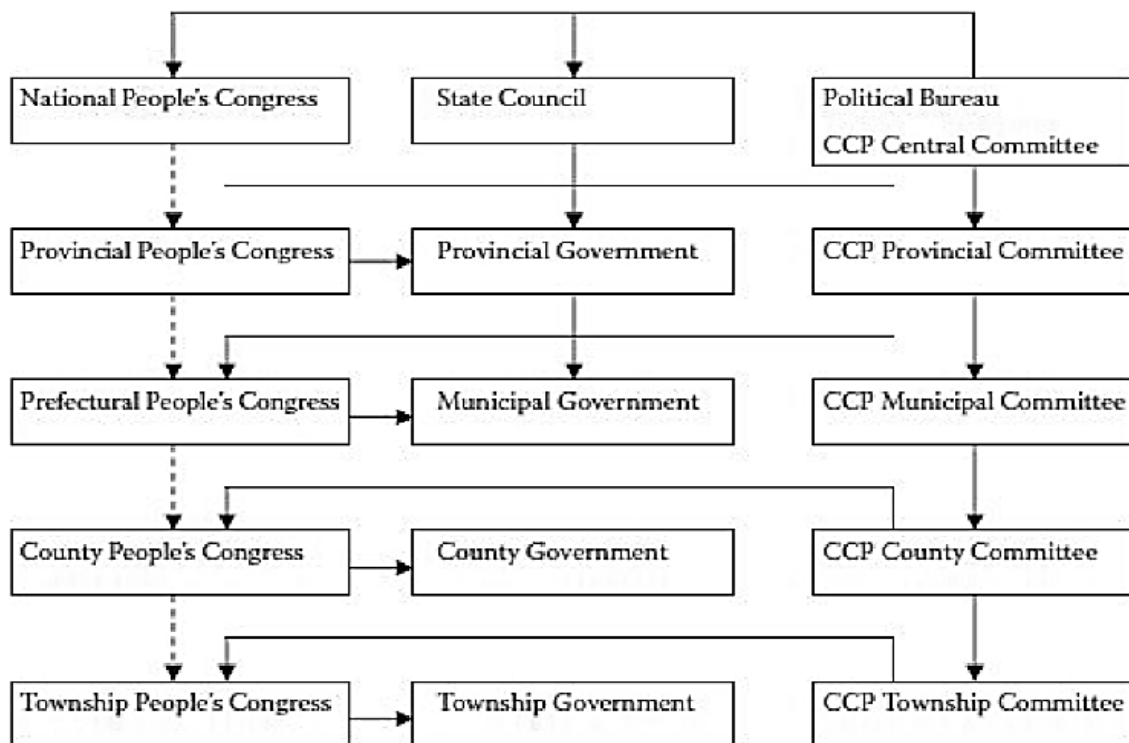 National People's Congress
State Council
Political Bureau
CCP Central Committee
Provincial People's Congress
Provincial Government
CCP Provincial Committee
Prefectural People's Congress
Municipal Government
CCP Municipal Committee
County People's Congress
County Government
CCP County Committee
Township People's Congress
Township Government
CCP Township Committee